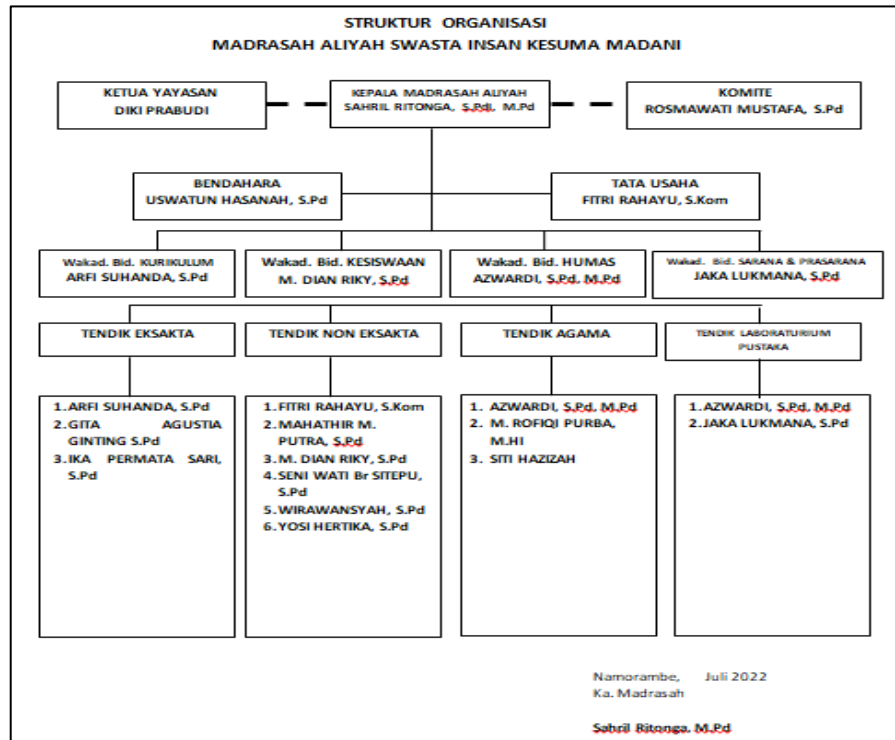 STRUKTUR ORGANISASI
MADRASAH ALIYAH SWASTA INSAN KESUMA MADANI
KETUA YAYASAN
DIKI PRABUDI
KEPALA MADRASAH ALIYAH
SAHRIL RITONGA, S.PdI, M.Pd
KOMITE
ROSMAWATI MUSTAFA, S.Pd
BENDAHARA
USWATUN HASANAH, S.Pd
TATA USAHA
FITRI RAHAYU, S.Kom
Wakad. Bid. KURIKULUM
ARFI SUHANDA, S.Pd
Wakad. Bid. KESISWAAN
M. DIAN RIKY, S.Pd
Wakad. Bid. HUMAS
AZWARDI, S.Pd, M.Pd
Wakad. Bid. SARANA & PRASARANA
JAKA LUKMANA, S.Pd
TENDIK EKSAKTA
TENDIK NON EKSAKTA
TENDIK AGAMA
TENDIK LABORATURIUM
PUSTAKA
1. ARFI SUHANDA, S.Pd
2. GITA AGUSTIA
GINTING S.Pd
3. IKA PERMATA SARI,
S.Pd
1. FITRI RAHAYU, S.Kom
2. MAHATHIR M.
PUTRA, S.Pd
3. M. DIAN RIKY, S.Pd
4. SENI WATI Br SITEPU,
S.Pd
5. WIRAWANSYAH, S.Pd
6. YOSI HERTIKA, S.Pd
1. AZWARDI, S.Pd, M.Pd
2. M. ROFIQI PURBA,
M.HI
3. SITI HAZIZAH
1. AZWARDI, S.Pd, M.Pd
2. JAKA LUKMANA, S.Pd
Namorambe, Juli 2022
Ka. Madrasah
Sahril Ritonga, M.Pd